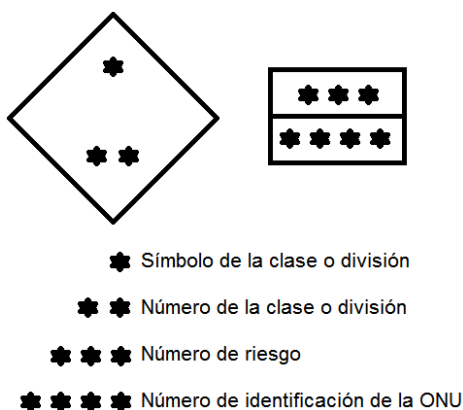 Símbolo de la clase o división
Número de la clase o división
Número de riesgo
Número de identificación de la ONU